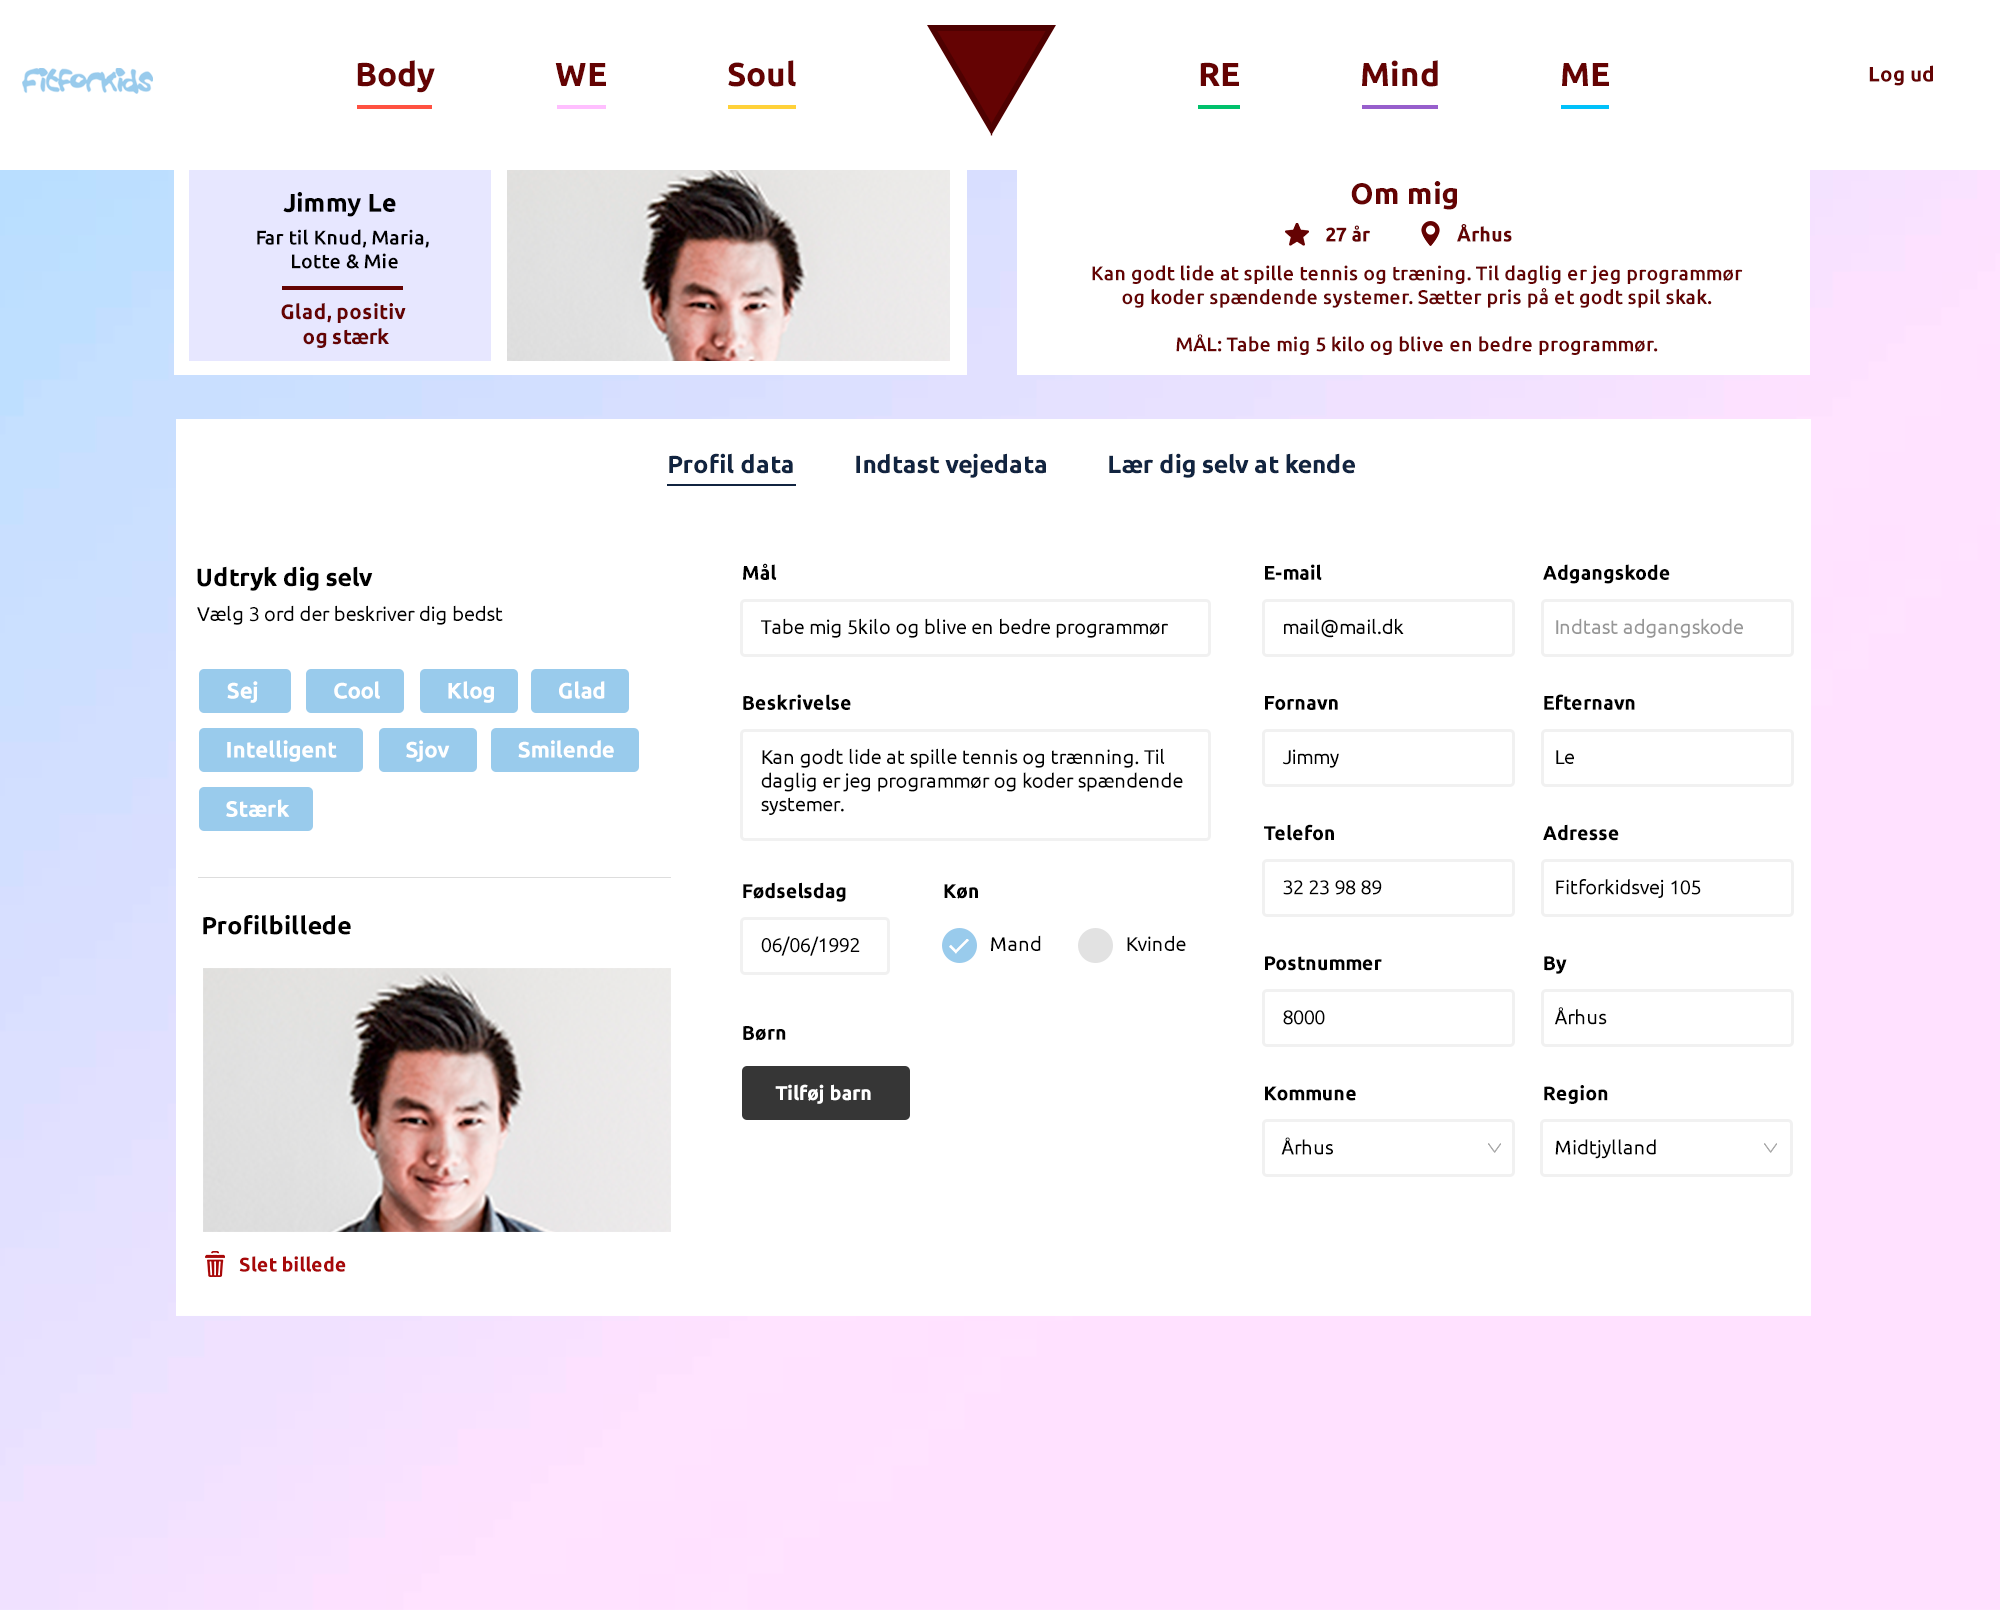 Fitforkids
Body
WE
Soul
RE
Mind
ME
Log ud
Jimmy Le
Far til Knud, Maria,
Lotte & Mie
Glad, positiv
og stærk
Om mig
27 år
Århus
Kan godt lide at spille tennis og træning. Til daglig er jeg programmør
og koder spændende systemer. Sætter pris på et godt spil skak.
MÅL: Tabe mig 5 kilo og blive en bedre programmør.
Profil data
Indtast vejedata
Lær dig selv at kende
Udtryk dig selv
Vælg 3 ord der beskriver dig bedst
Sej
Cool
Klog
Glad
Intelligent
Sjov
Smilende
Stærk
Profilbillede
Slet billede
Mål
Tabe mig 5kilo og blive en bedre programmør
Beskrivelse
Kan godt lide at spille tennis og trænning. Til
daglig er jeg programmør og koder spændende
systemer.
Fødselsdag
06/06/1992
Køn
Mand
Kvinde
Børn
Tilføj barn
E-mail
mail@mail.dk
Adgangskode
Indtast adgangskode
Fornavn
Jimmy
Efternavn
Le
Telefon
32 23 98 89
Adresse
Fitforkidsvej 105
Postnummer
8000
By
Århus
Kommune
Århus
Region
Midtjylland